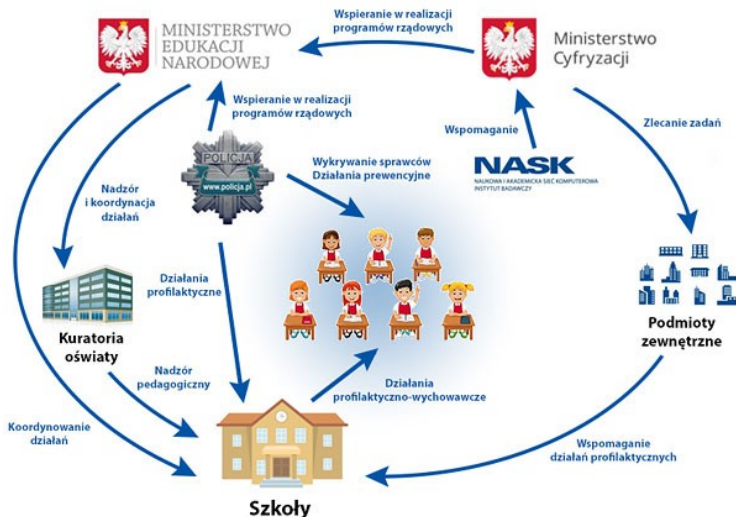 MINISTERSTWO
EDUKACJI
NARODOWEJ
Wspieranie w realizacji
programów rządowych
Ministerstwo
Cyfryzacji
Wspieranie w realizacji
programów rządowych
Wspomaganie
Zlecanie zadań
POLICJA
www.policja.pl
Wykrywanie sprawców
Działania prewencyjne
NASK
NAUKOWA I AKADEMICKA SIEĆ KOMPUTEROWA
INSTYTUT BADAWCZY
Nadzór
i koordynacja
działań
Działania
profilaktyczne
Kuratoria
oświaty
Podmioty
zewnętrzne
Nadzór
pedagogiczny
Działania
profilaktyczno-wychowawcze
Koordynowanie
działań
Wspomaganie
działań profilaktycznych
Szkoły